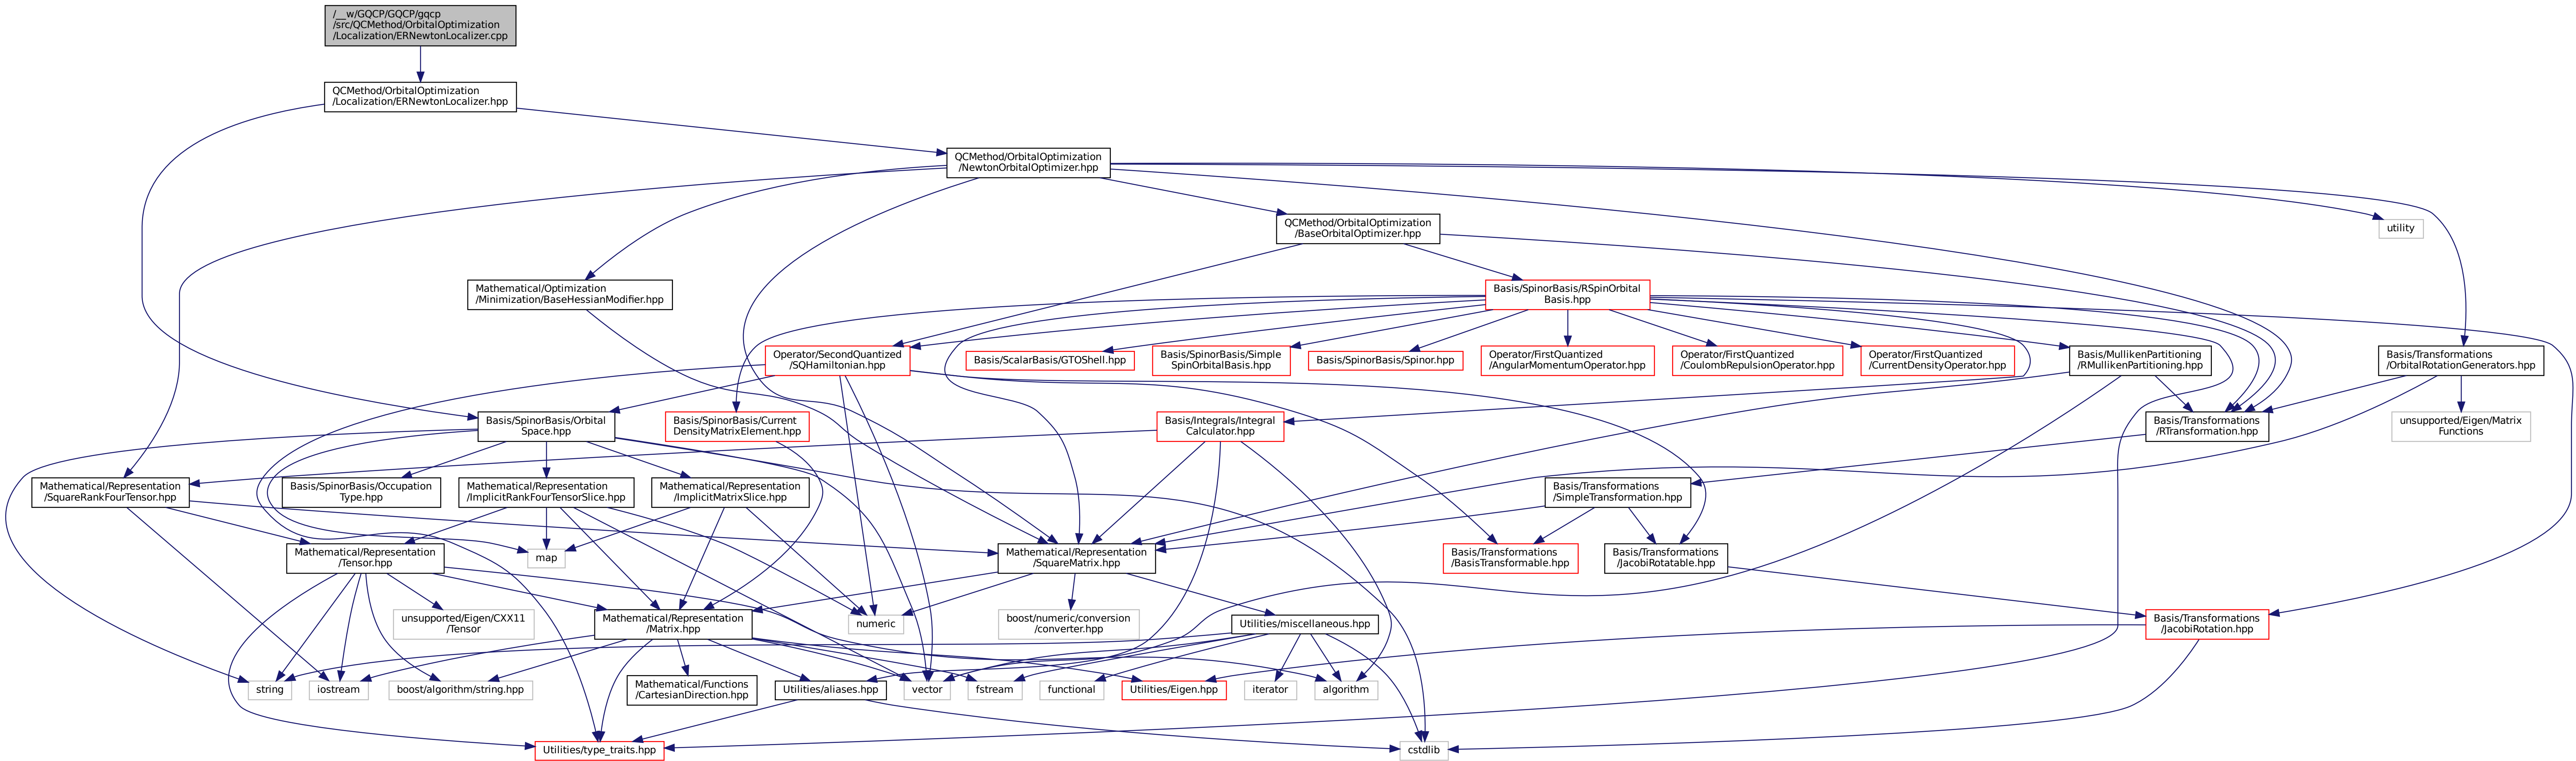 /__w/GQCP/GQCP/gqcp
/src/QCMethod/OrbitalOptimization
/Localization/ERNewtonLocalizer.cpp
QCMethod/OrbitalOptimization
/Localization/ERNewtonLocalizer.hpp
QCMethod/OrbitalOptimization
/NewtonOrbitalOptimizer.hpp
QCMethod/OrbitalOptimization
/BaseOrbitalOptimizer.hpp
utility
Mathematical/Optimization
/Minimization/BaseHessianModifier.hpp
Basis/SpinorBasis/RSpinOrbital
Basis.hpp
Operator/SecondQuantized
/SQHamiltonian.hpp
Basis/ScalarBasis/GTOShell.hpp
Basis/SpinorBasis/Simple
SpinOrbitalBasis.hpp
Basis/SpinorBasis/Spinor.hpp
Operator/FirstQuantized
/AngularMomentumOperator.hpp
Operator/FirstQuantized
/CoulombRepulsionOperator.hpp
Operator/FirstQuantized
/CurrentDensityOperator.hpp
Basis/MullikenPartitioning
/RMullikenPartitioning.hpp
Basis/Transformations
/OrbitalRotationGenerators.hpp
Basis/SpinorBasis/Orbital
Space.hpp
Basis/SpinorBasis/Current
DensityMatrixElement.hpp
Basis/Integrals/Integral
Calculator.hpp
Basis/Transformations
/RTransformation.hpp
unsupported/Eigen/Matrix
Functions
Mathematical/Representation
/SquareRankFourTensor.hpp
Basis/SpinorBasis/Occupation
Type.hpp
Mathematical/Representation
/ImplicitRankFourTensorSlice.hpp
Mathematical/Representation
/ImplicitMatrixSlice.hpp
Basis/Transformations
/SimpleTransformation.hpp
Mathematical/Representation
/Tensor.hpp
map
Mathematical/Representation
/SquareMatrix.hpp
Basis/Transformations
/BasisTransformable.hpp
Basis/Transformations
/JacobiRotatable.hpp
unsupported/Eigen/CXX11
/Tensor
Mathematical/Representation
/Matrix.hpp
numeric
boost/numeric/conversion
/converter.hpp
Utilities/miscellaneous.hpp
Basis/Transformations
/JacobiRotation.hpp
string
iostream
boost/algorithm/string.hpp
Mathematical/Functions
/CartesianDirection.hpp
Utilities/aliases.hpp
vector
fstream
functional
Utilities/Eigen.hpp
iterator
algorithm
Utilities/type_traits.hpp
cstdlib